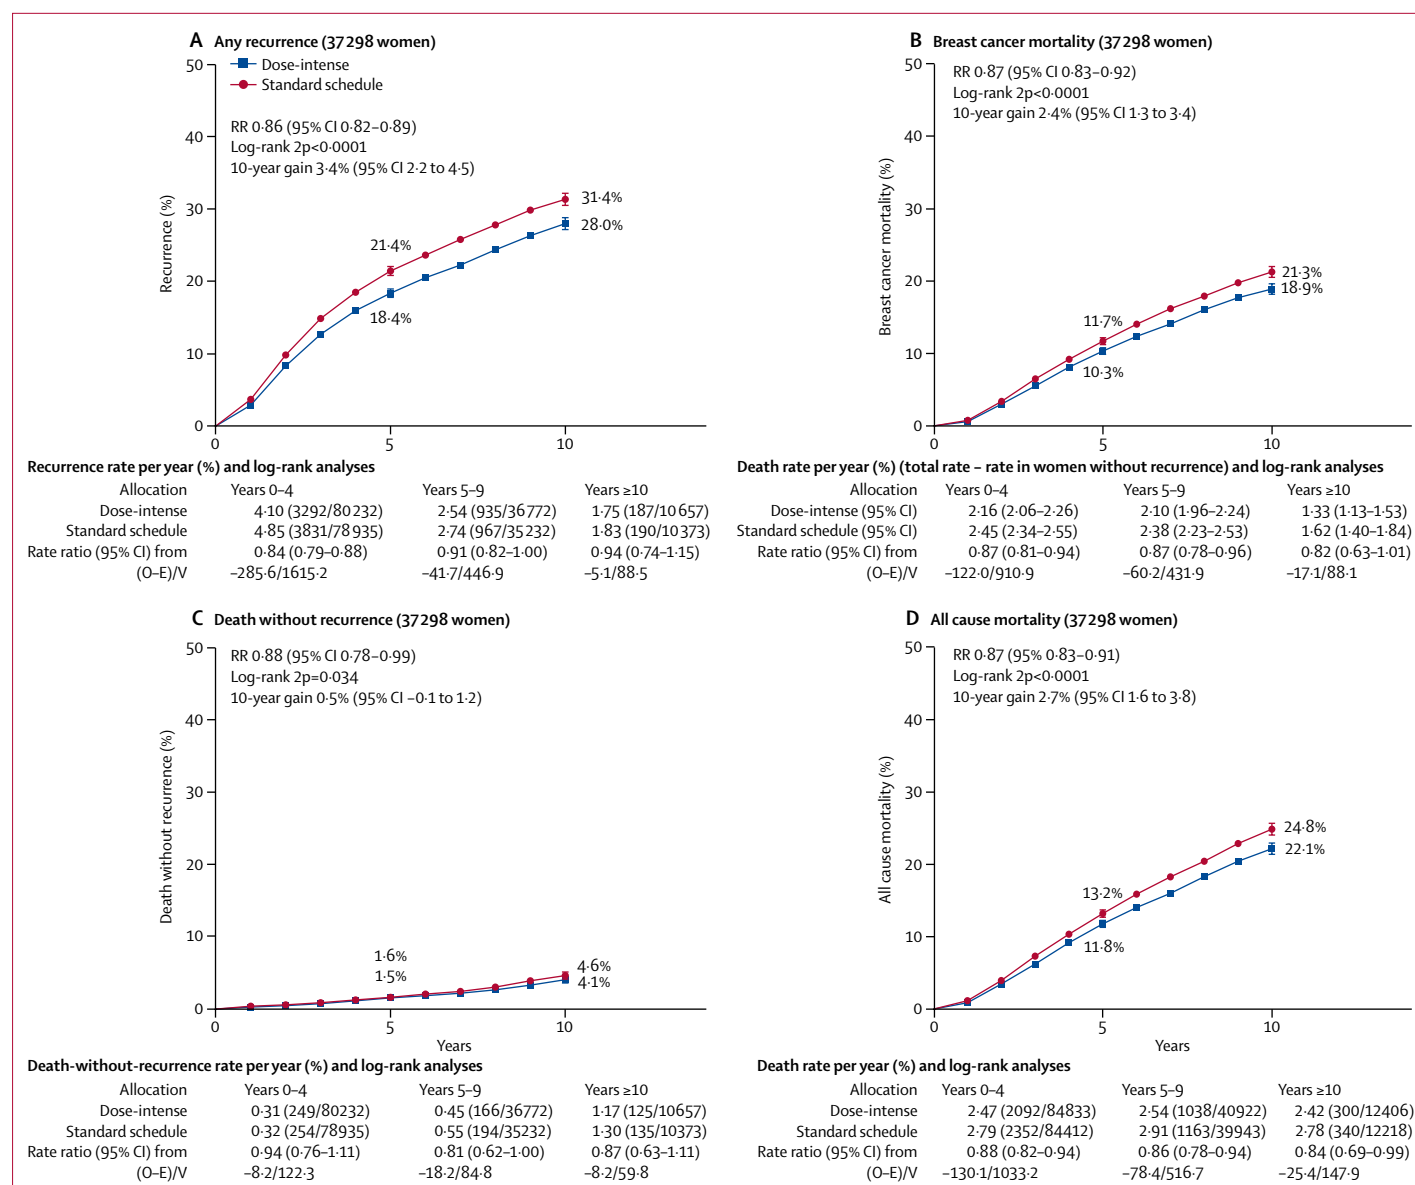 A Any recurrence (37 298 women)
50
Dose-intense
Standard schedule
RR 0·86 (95% CI 0·82–0·89)
Log-rank 2p<0·0001
10-year gain 3·4% (95% CI 2·2 to 4·5)
40
30
20
10
0
Recurrence (%)
21·4%
18·4%
31·4%
28·0%
0 5 10
Recurrence rate per year (%) and log-rank analyses
Allocation Years 0–4 Years 5–9 Years ≥10
Dose-intense 4·10 (3292/80 232) 2·54 (935/36 772) 1·75 (187/10 657)
Standard schedule 4·85 (3831/78 935) 2·74 (967/35 232) 1·83 (190/10 373)
Rate ratio (95% CI) from 0·84 (0·79–0·88) 0·91 (0·82–1·00) 0·94 (0·74–1·15)
(O–E)/V –285·6/1615·2 –41·7/446·9 –5·1/88·5
B Breast cancer mortality (37 298 women)
50
RR 0·87 (95% CI 0·83–0·92)
Log-rank 2p<0·0001
10-year gain 2·4% (95% CI 1·3 to 3·4)
40
30
20
10
0
Breast cancer mortality (%)
11·7%
10·3%
21·3%
18·9%
0 5 10
Death rate per year (%) (total rate – rate in women without recurrence) and log-rank analyses
Allocation Years 0–4 Years 5–9 Years ≥10
Dose-intense (95% CI) 2·16 (2·06–2·26) 2·10 (1·96–2·24) 1·33 (1·13–1·53)
Standard schedule (95% CI) 2·45 (2·34–2·55) 2·38 (2·23–2·53) 1·62 (1·40–1·84)
Rate ratio (95% CI) from 0·87 (0·81–0·94) 0·87 (0·78–0·96) 0·82 (0·63–1·01)
(O–E)/V –122·0/910·9 –60·2/431·9 –17·1/88·1
C Death without recurrence (37 298 women)
50
RR 0·88 (95% CI 0·78–0·99)
Log-rank 2p=0·034
10-year gain 0·5% (95% CI –0·1 to 1·2)
40
30
20
10
0
Death without recurrence (%)
1·6%
1·5%
4·6%
4·1%
0 5 10
Years
Death-without-recurrence rate per year (%) and log-rank analyses
Allocation Years 0–4 Years 5–9 Years ≥10
Dose-intense 0·31 (249/80232) 0·45 (166/36772) 1·17 (125/10657)
Standard schedule 0·32 (254/78935) 0·55 (194/35232) 1·30 (135/10373)
Rate ratio (95% CI) from 0·94 (0·76–1·11) 0·81 (0·62–1·00) 0·87 (0·63–1·11)
(O–E)/V –8·2/122·3 –18·2/84·8 –8·2/59·8
D All cause mortality (37 298 women)
50
RR 0·87 (95% 0·83–0·91)
Log-rank 2p<0·0001
10-year gain 2·7% (95% CI 1·6 to 3·8)
40
30
20
10
0
All cause mortality (%)
13·2%
11·8%
24·8%
22·1%
0 5 10
Years
Death rate per year (%) and log-rank analyses
Allocation Years 0–4 Years 5–9 Years ≥10
Dose-intense 2·47 (2092/84833) 2·54 (1038/40922) 2·42 (300/12406)
Standard schedule 2·79 (2352/84412) 2·91 (1163/39943) 2·78 (340/12218)
Rate ratio (95% CI) from 0·88 (0·82–0·94) 0·86 (0·78–0·94) 0·84 (0·69–0·99)
(O–E)/V –130·1/1033·2 –78·4/516·7 –25·4/147·9